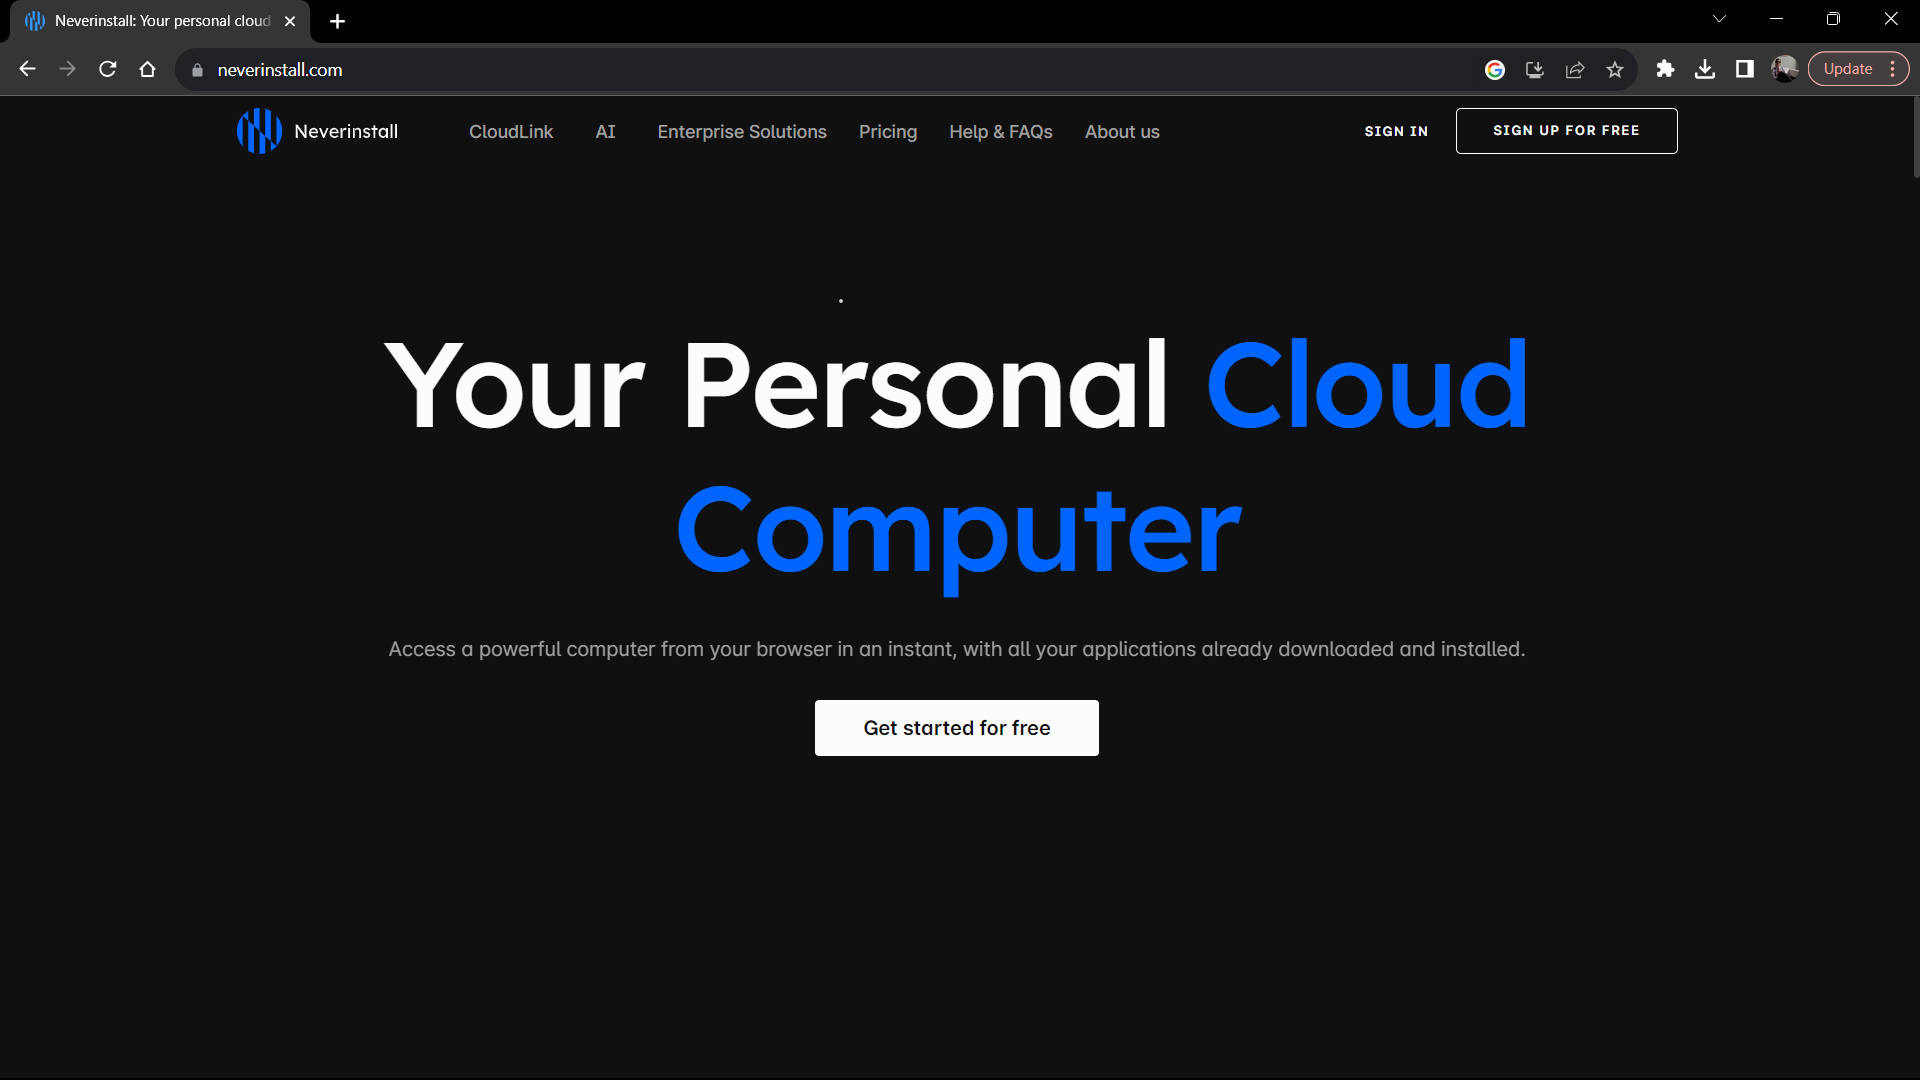 Neverinstall: Your personal cloud
neverinstall.com
Update
Neverinstall
CloudLink
AI
Enterprise Solutions
Pricing
Help & FAQs
About us
SIGN IN
SIGN UP FOR FREE
Your Personal Cloud
Computer
Access a powerful computer from your browser in an instant, with all your applications already downloaded and installed.
Get started for free